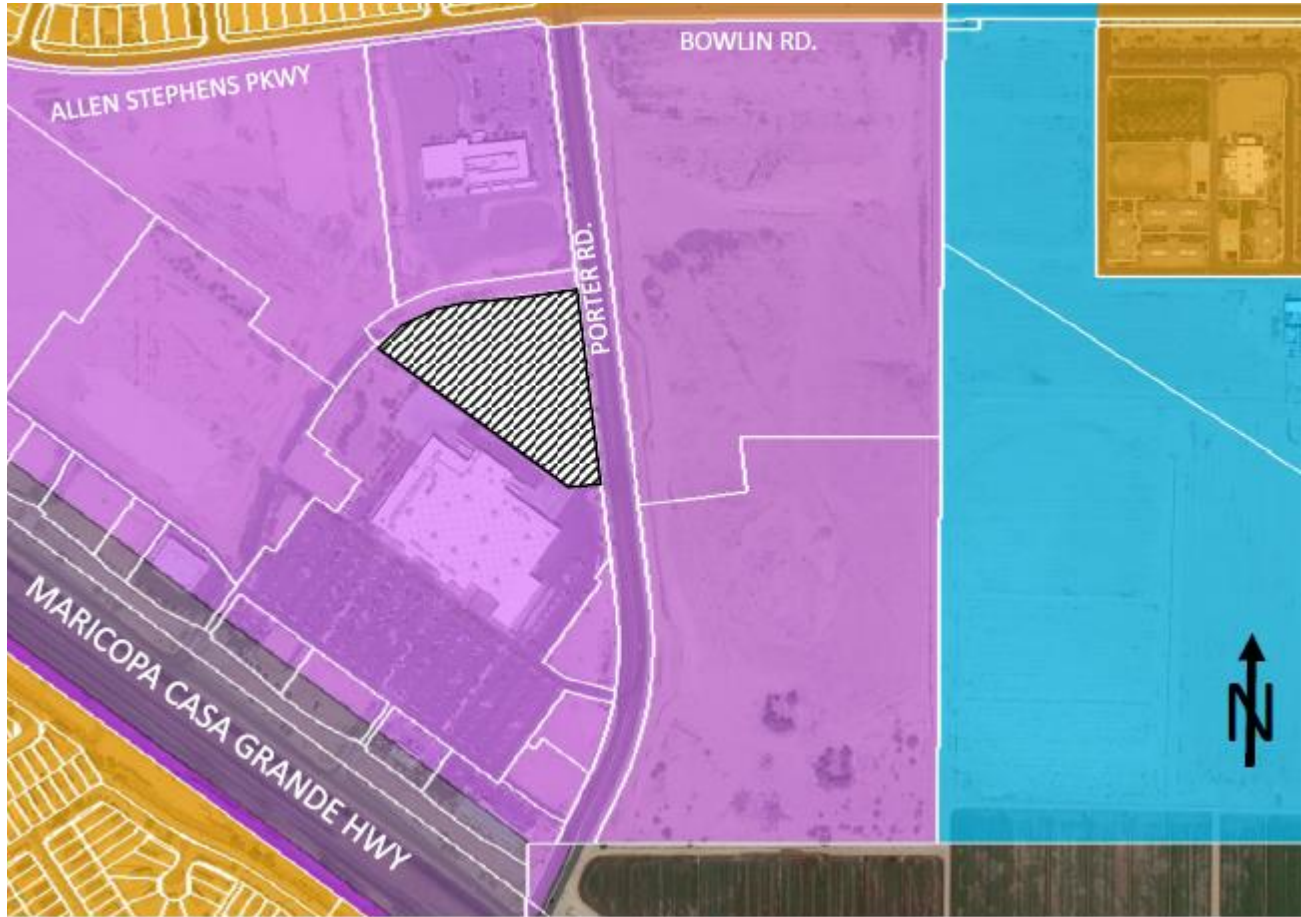 BOWLIN RD.
ALLEN STEPHENS PKWY
PORTER RD.
MARICOPA CASA GRANDE HWY
N